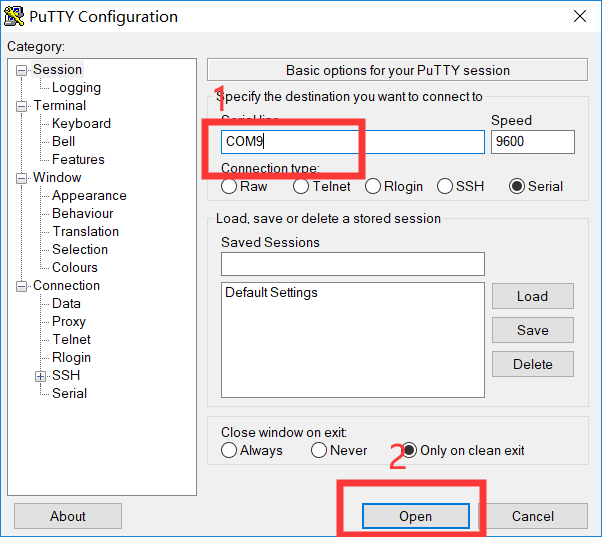 PuTTY Configuration
Category:
Session
Logging
Terminal
Keyboard
Bell
Features
Window
Appearance
Behaviour
Translation
Selection
Colours
Connection
Data
Proxy
Telnet
Rlogin
SSH
Serial
Basic options for your PuTTY session
1
Specify the destination you want to connect to
Serial line Speed
COM9 9600
Connection type:
Raw Telnet Rlogin SSH Serial
Load, save or delete a stored session
Saved Sessions
Default Settings
Load
Save
Delete
Close window on exit:
Always Never Only on clean exit
2
About Open Cancel